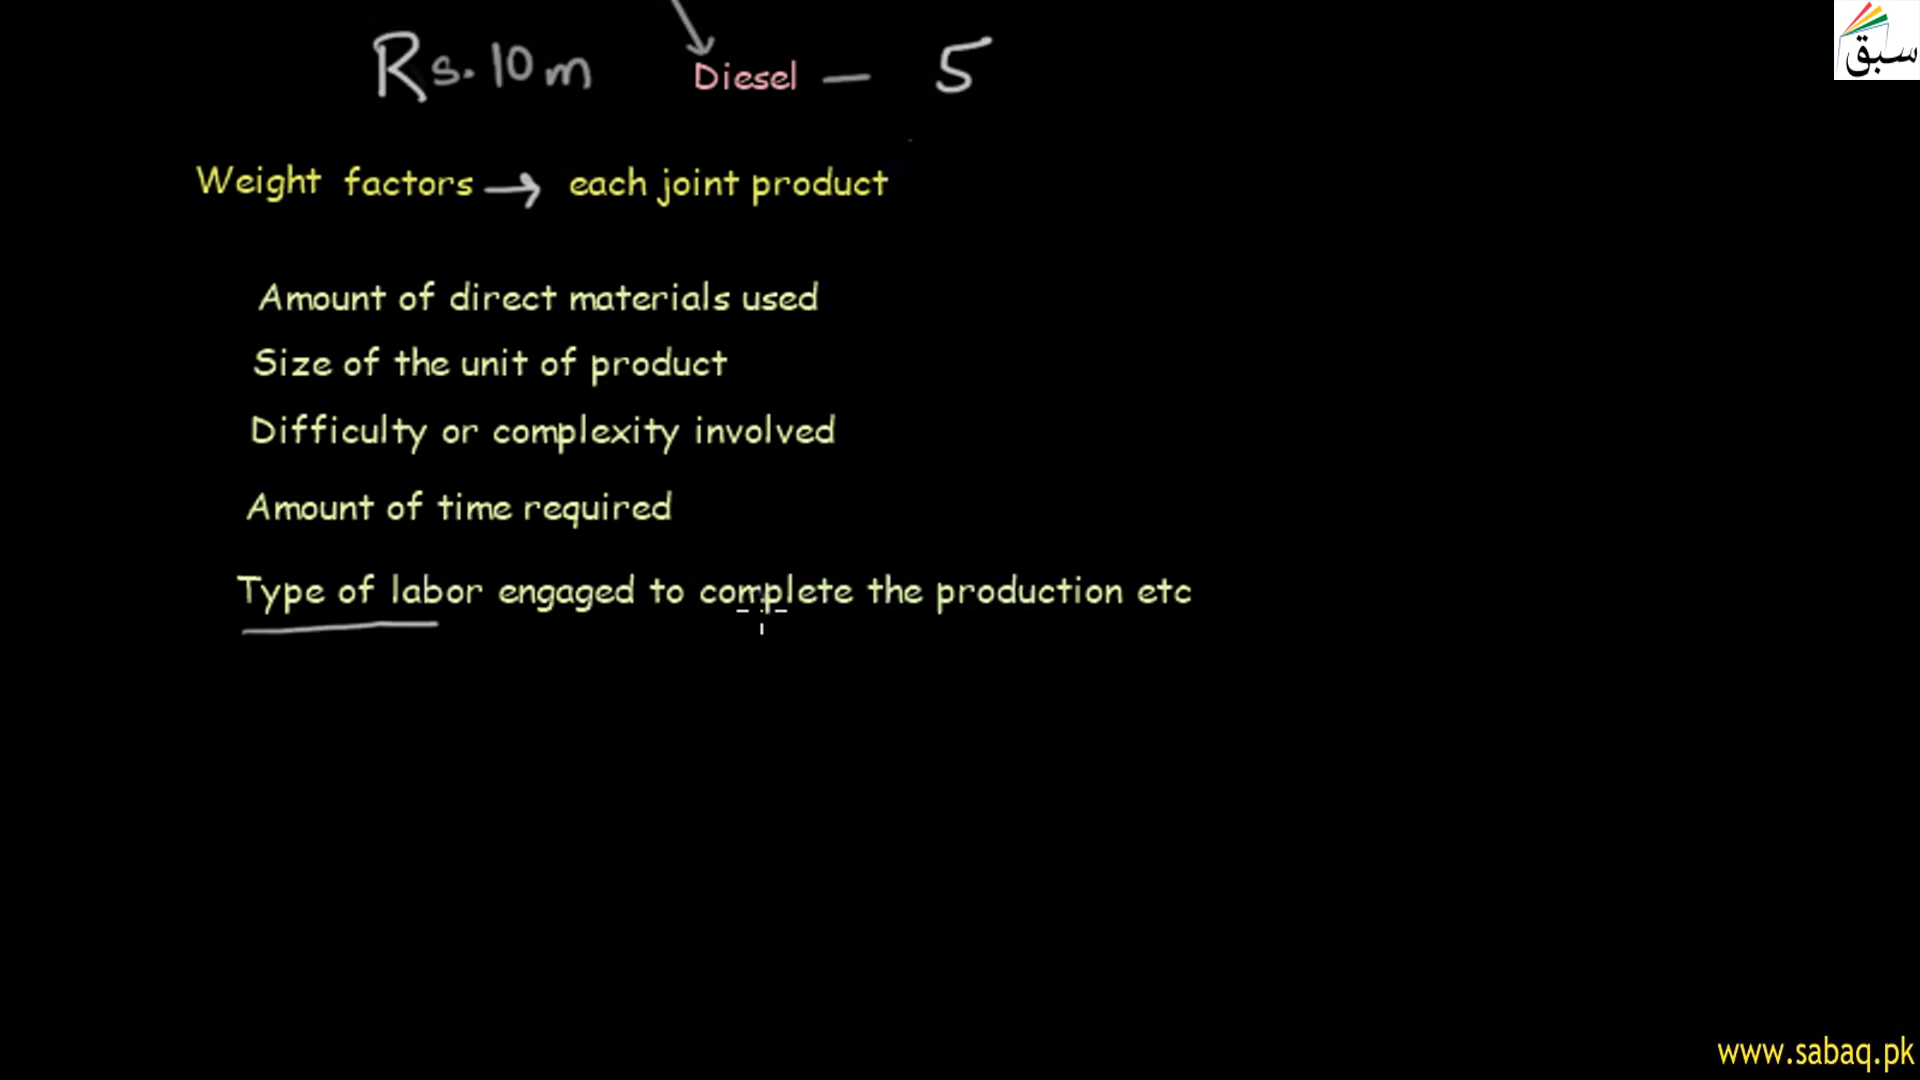 سبق
Rs. 10 m Diesel — 5
Weight factors → each joint product
Amount of direct materials used
Size of the unit of product
Difficulty or complexity involved
Amount of time required
Type of labor engaged to complete the production etc
www.sabaq.pk